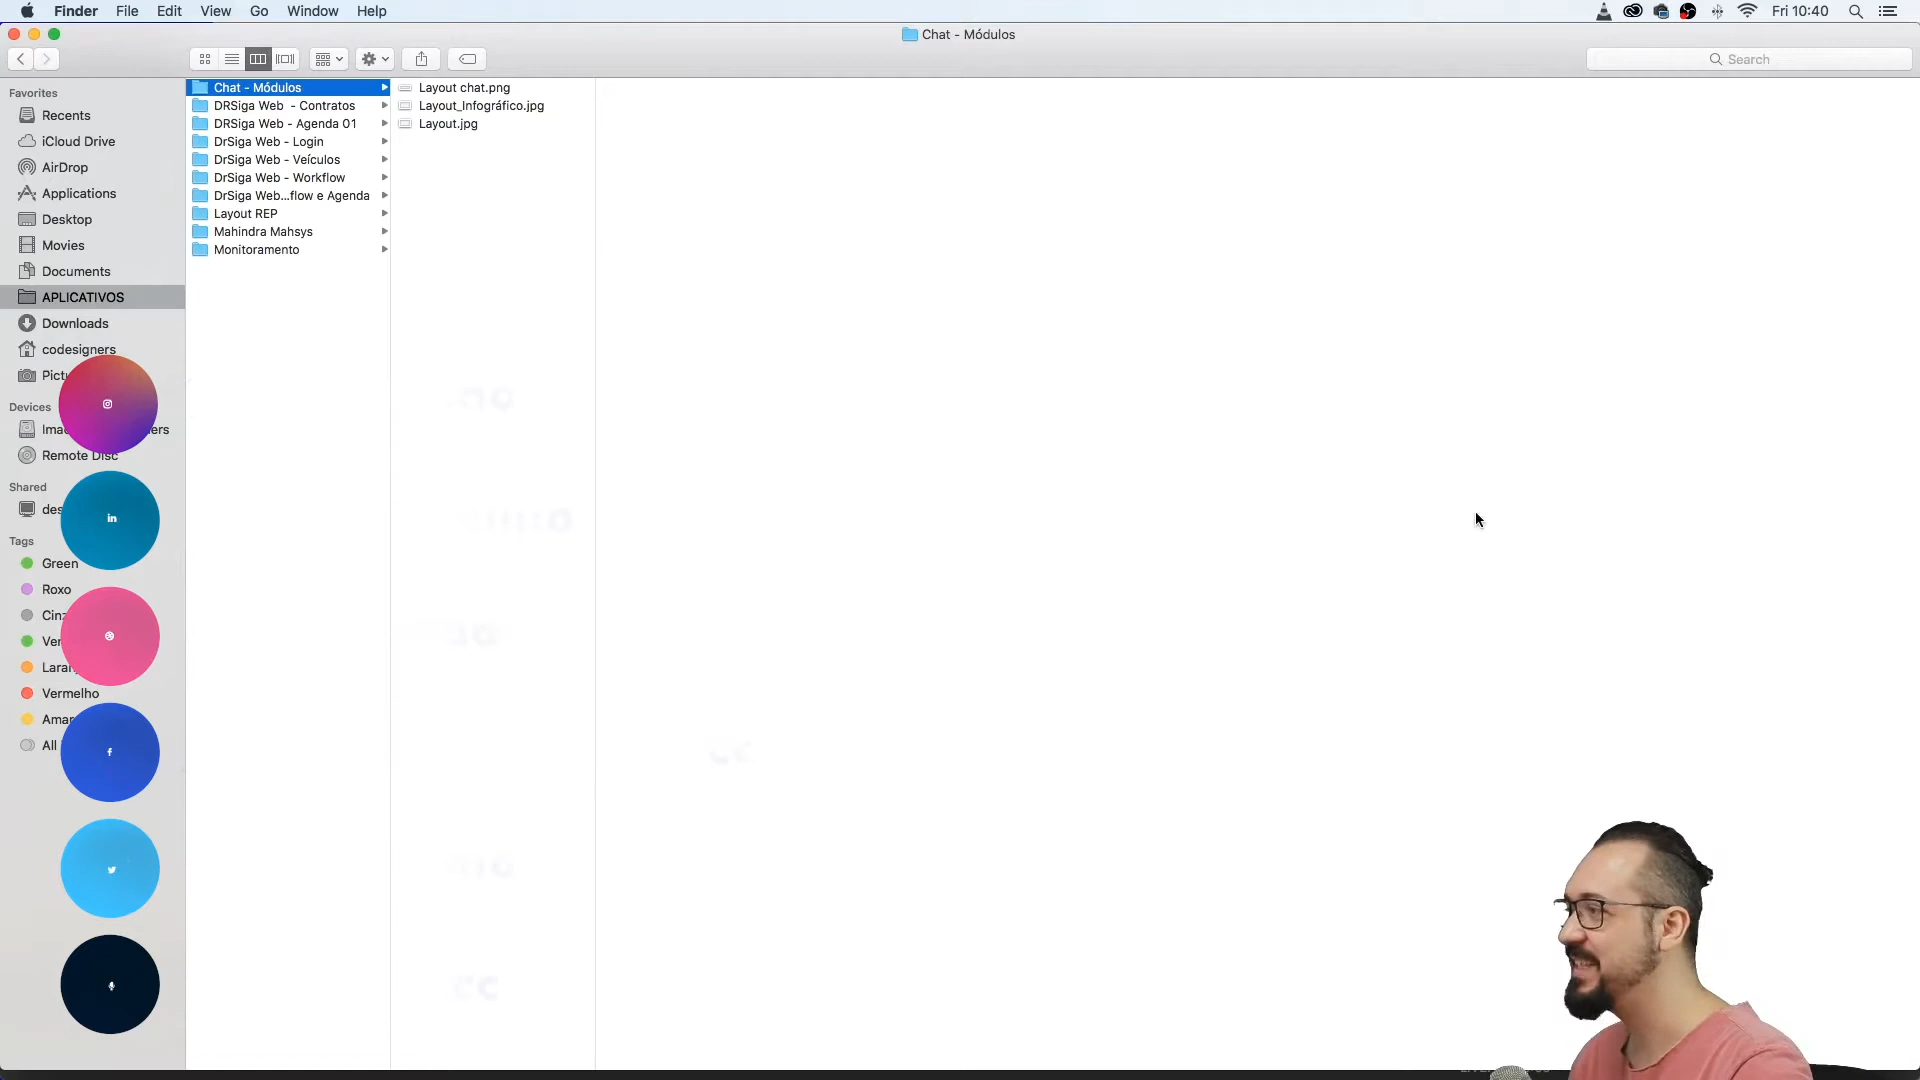 Finder File Edit View Go Window Help Fri 10:40
Chat - Módulos
Search
Favorites
Recents
iCloud Drive
AirDrop
Applications
Desktop
Movies
Documents
APLICATIVOS
Downloads
codesigners
Devices
Remote Disc
Shared
Tags
Green
Roxo
Vermelho
All
Chat - Módulos
DRSiga Web - Contratos
DRSiga Web - Agenda 01
DrSiga Web - Login
DrSiga Web - Veículos
DrSiga Web - Workflow
DrSiga Web...flow e Agenda
Layout REP
Mahindra Mahsys
Monitoramento
Layout chat.png
Layout_Infográfico.jpg
Layout.jpg
in
f